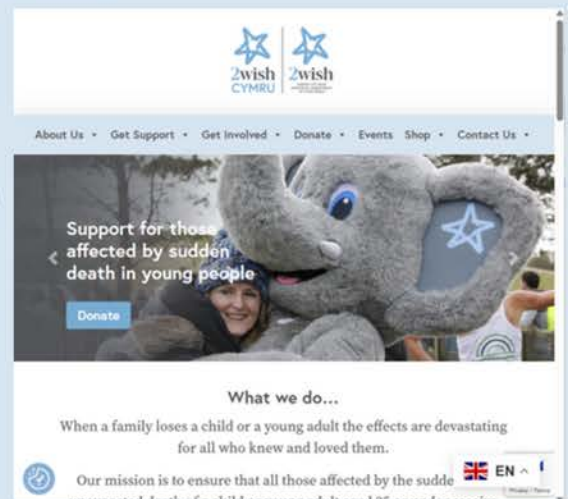 2wish
CYMRU
2wish
About Us
Get Support
Get Involved
Donate
Events
Shop
Contact Us
Support for those
affected by sudden
death in young people
Donate
What we do...
When a family loses a child or a young adult the effects are devastating
for all who knew and loved them.
Our mission is to ensure that all those affected by the sudde
EN